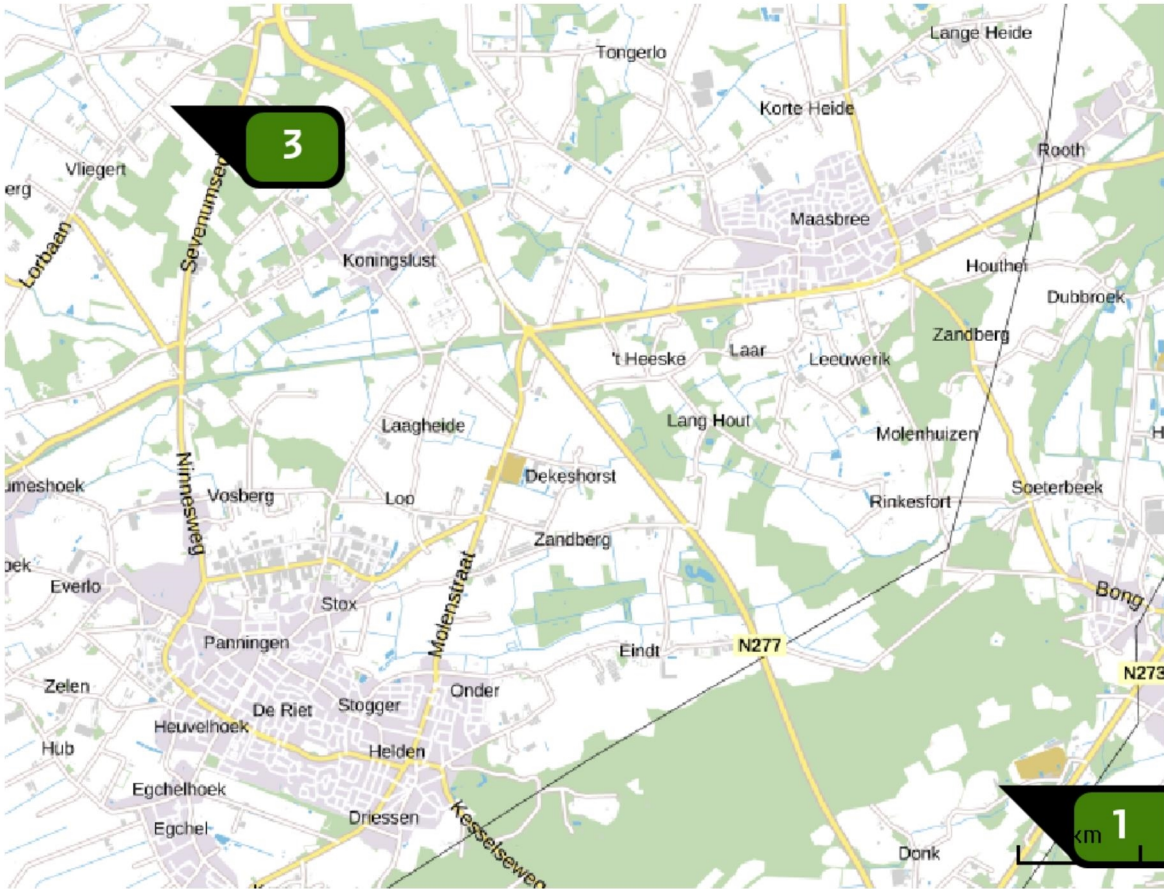 Tongerlo
Lange Heide
Korte Heide
3
Rooth
Vliegert
erg
Sevenumsed
Maasbree
Lorbaan
Koningslust
Houthei
Dubbroek
Zandberg
't Heeske
Laar
Leeuwerik
Lang Hout
Laagheide
Molenhuizen
H
Dekeshorst
umeshoek
Ninnesweg
Vosberg
Loo
Rinkesfort
Soeterbeek
Zandberg
Everlo
Stox
Molenstraat
Bong
Panningen
Eindt
N277
N273
Zelen
De Riet
Stogger
Onder
Heuvelhoek
Hub
Helden
Egchelhoek
Driessen
Egchel
Kesselseweg
Donk
km
1